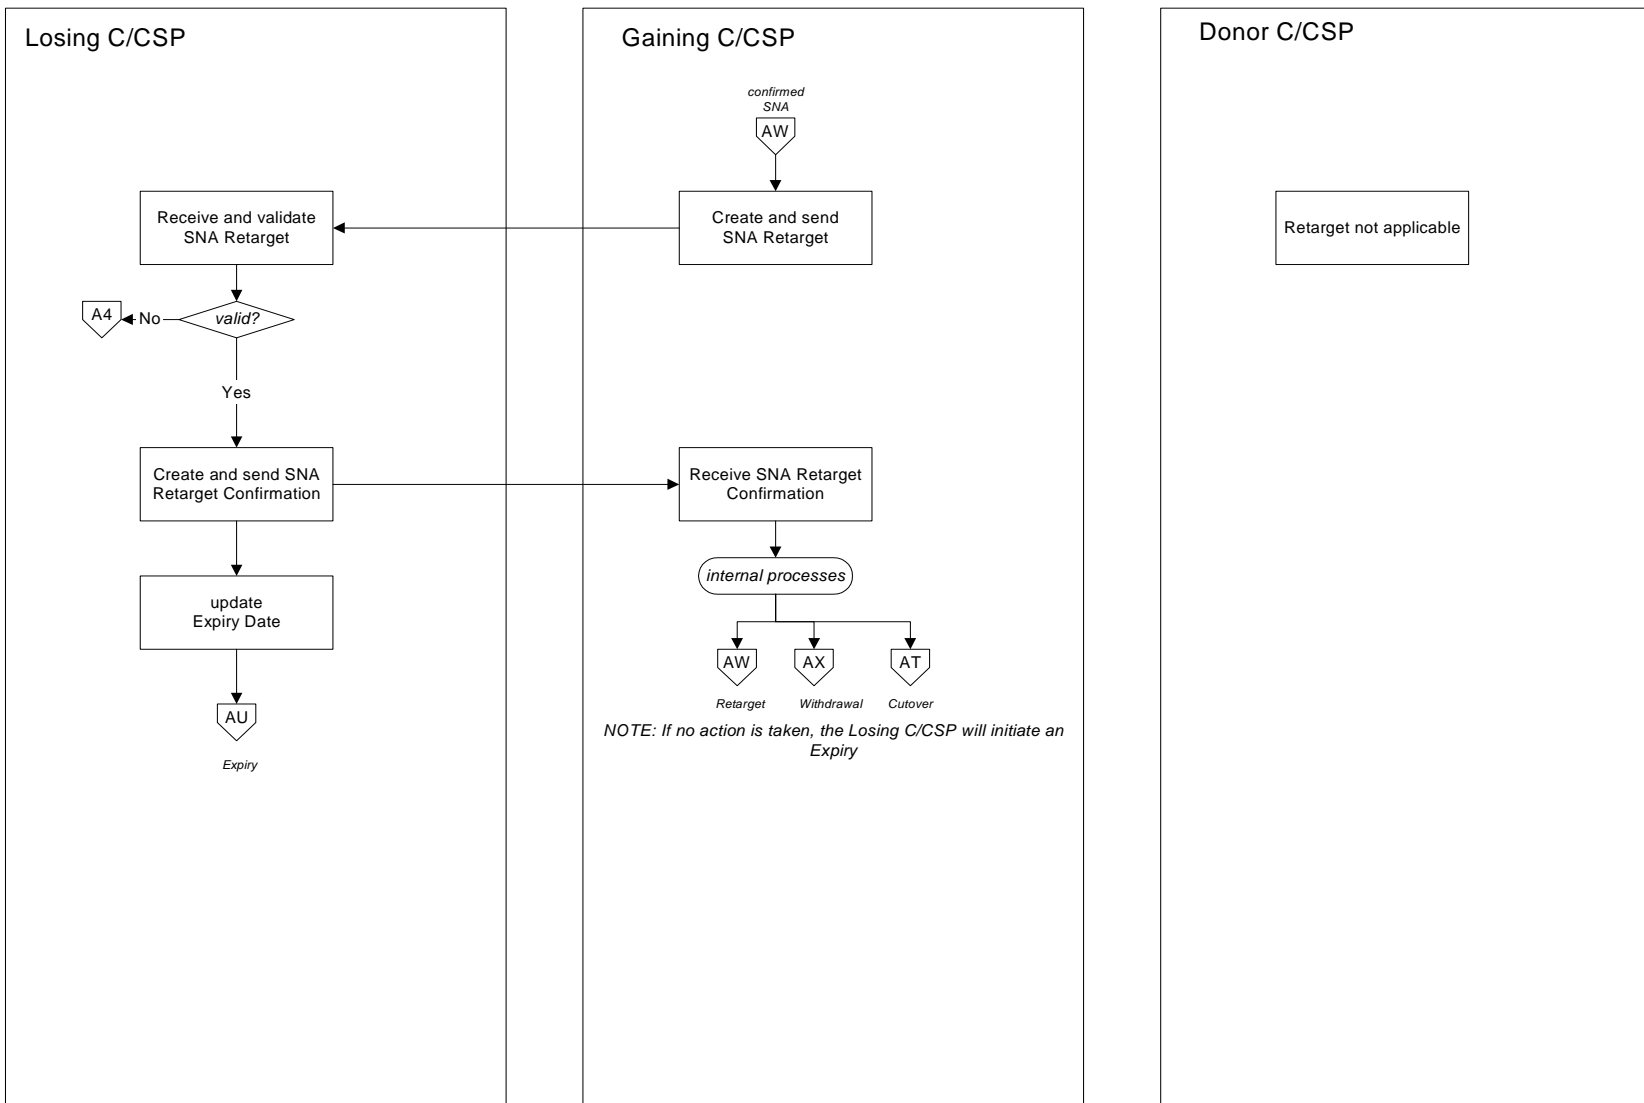 Losing C/CSP
Gaining C/CSP
Donor C/CSP
confirmed
SNA
AW
Receive and validate
SNA Retarget
Create and send
SNA Retarget
Retarget not applicable
A4
No
valid?
Yes
Create and send SNA
Retarget Confirmation
Receive SNA Retarget
Confirmation
internal processes
update
Expiry Date
AW
AX
AT
Retarget
Withdrawal
Cutover
AU
Expiry
NOTE: If no action is taken, the Losing C/CSP will initiate an
Expiry